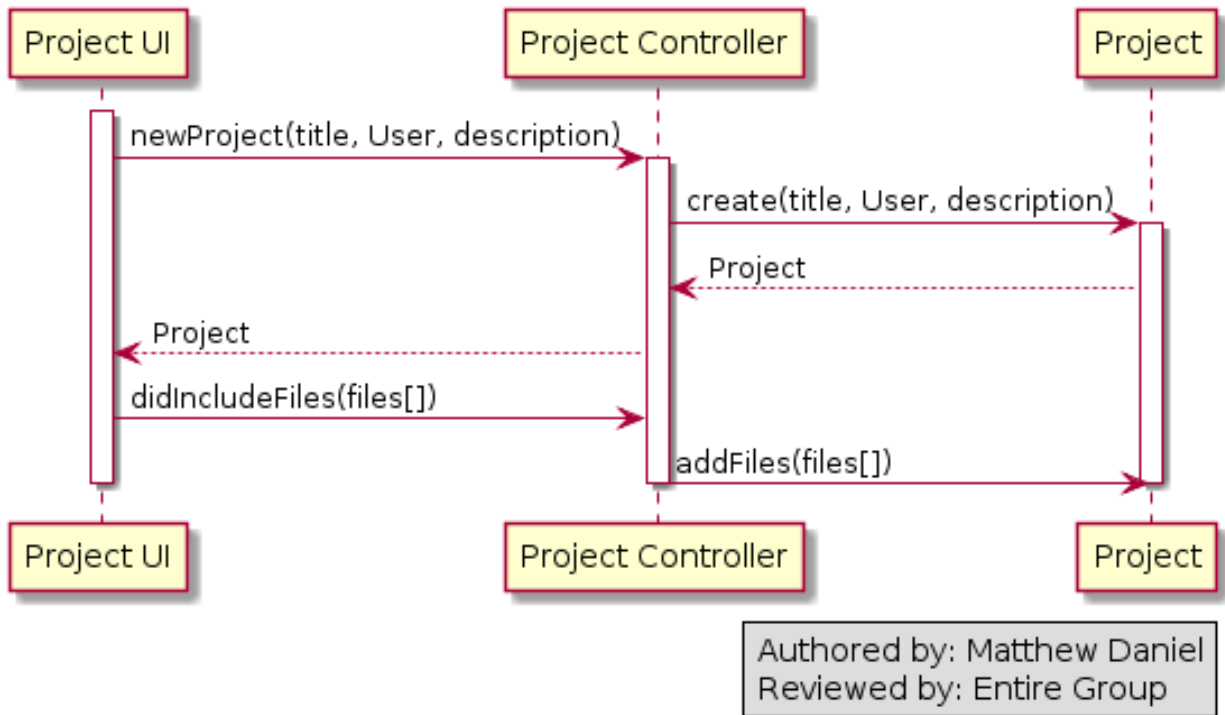 Project UI
Project Controller
Project
newProject(title, User, description)
create(title, User, description)
Project
Project
didIncludeFiles(files[])
addFiles(files[])
Project UI
Project Controller
Project
Authored by: Matthew Daniel
Reviewed by: Entire Group